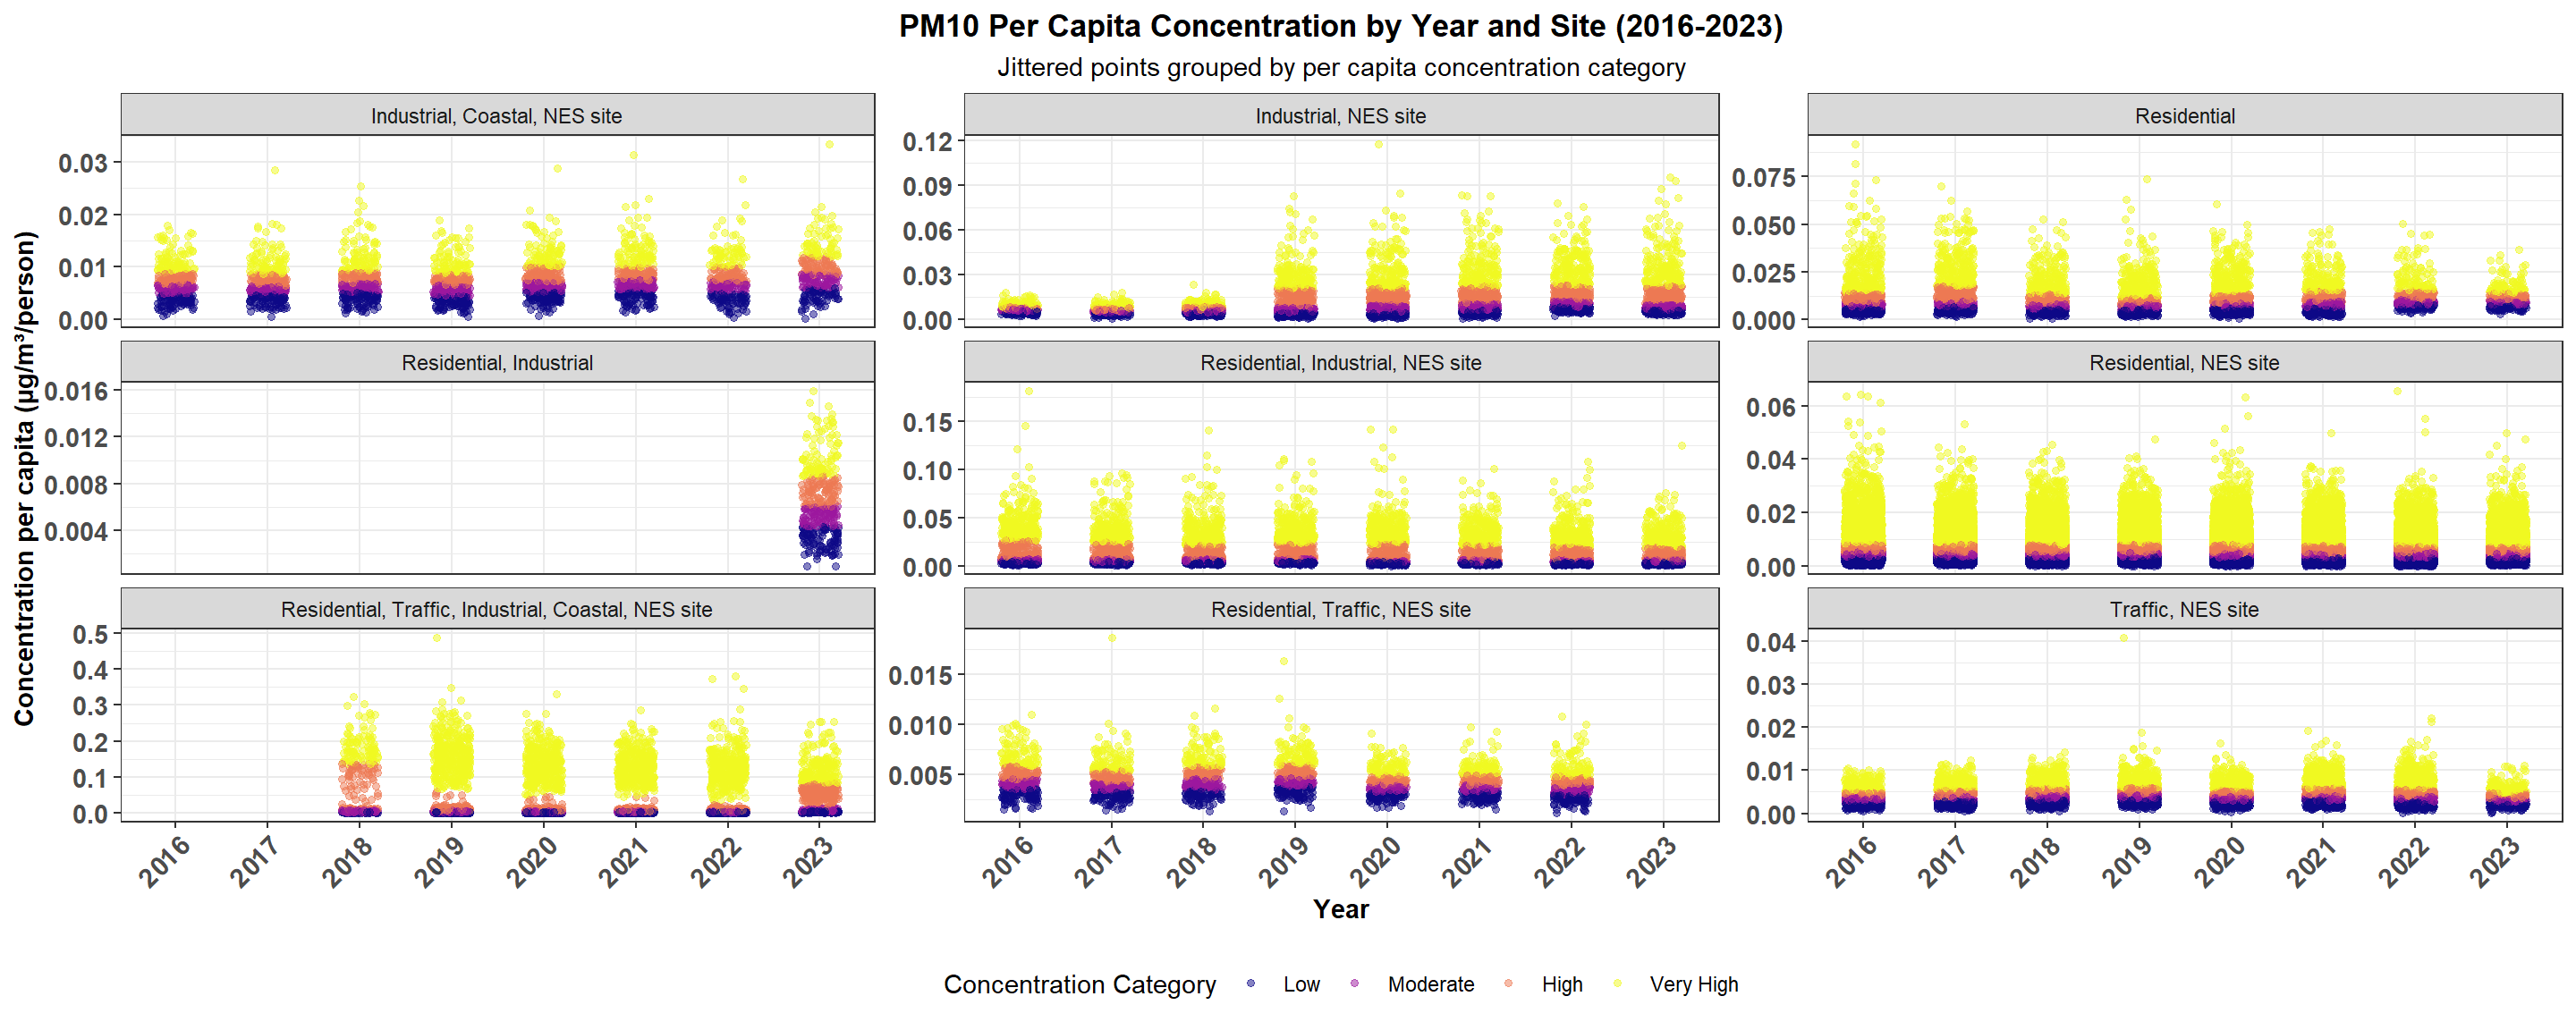 PM10 Per Capita Concentration by Year and Site (2016-2023)
Jittered points grouped by per capita concentration category
Concentration per capita (µg/m³/person)
Industrial, Coastal, NES site
0.03
0.02
0.01
0.00
Industrial, NES site
0.12
0.09
0.06
0.03
0.00
Residential
0.075
0.050
0.025
0.000
Residential, Industrial
0.016
0.012
0.008
0.004
Residential, Industrial, NES site
0.15
0.10
0.05
0.00
Residential, NES site
0.06
0.04
0.02
0.00
Residential, Traffic, Industrial, Coastal, NES site
0.5
0.4
0.3
0.2
0.1
0.0
2016 2017 2018 2019 2020 2021 2022 2023
Residential, Traffic, NES site
0.015
0.010
0.005
2016 2017 2018 2019 2020 2021 2022 2023
Traffic, NES site
0.04
0.03
0.02
0.01
0.00
2016 2017 2018 2019 2020 2021 2022 2023
Year
Concentration Category Low Moderate High Very High